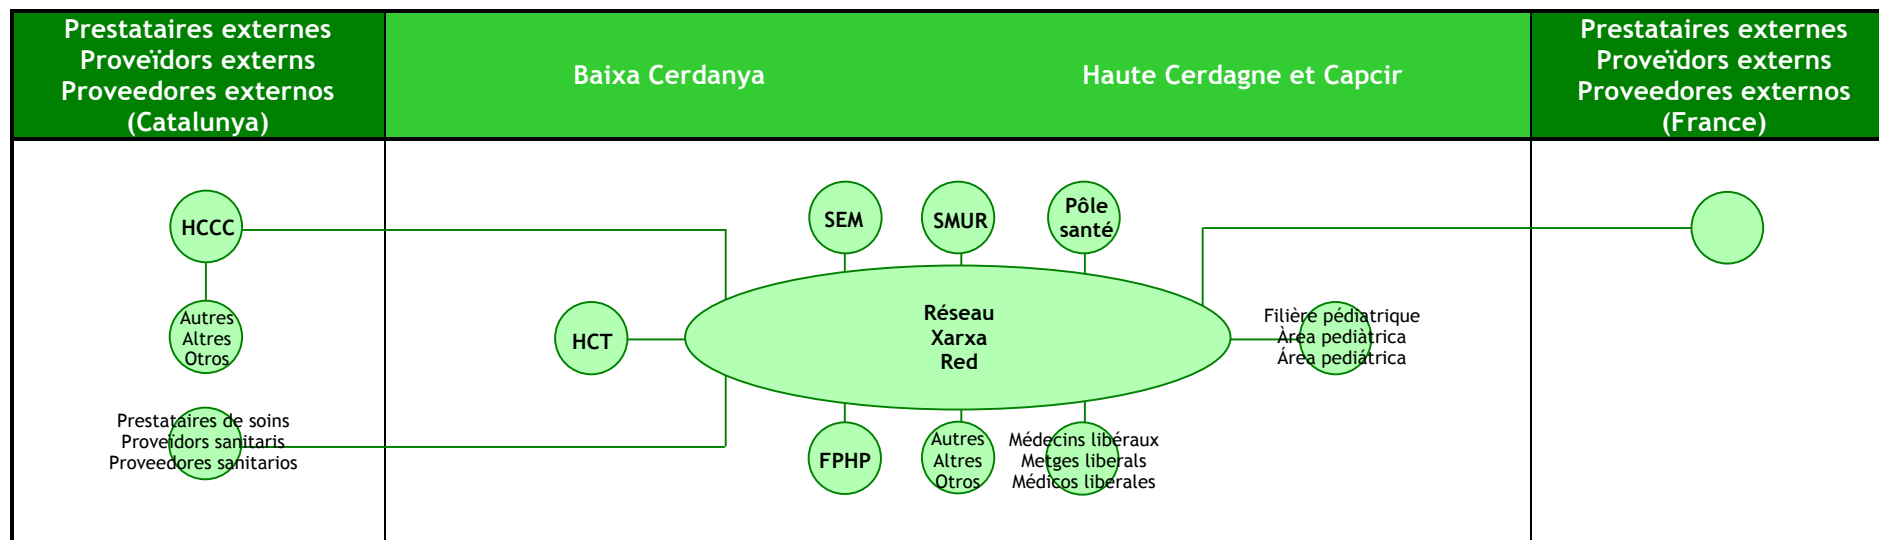 Prestataires externes
Proveïdors externs
Proveedores externos
(Catalunya)
Baixa Cerdanya
Haute Cerdagne et Capcir
Prestataires externes
Proveïdors externs
Proveedores externos
(France)
HCCC
Autres
Altres
Otros
Prestataires de soins
Proveïdors sanitaris
Proveedores sanitarios
SEM
SMUR
Pôle
santé
HCT
Réseau
Xarxa
Red
Filière pédiatrique
Àrea pediàtrica
Área pediátrica
FPHP
Autres
Altres
Otros
Médecins libéraux
Metges liberals
Médicos liberales